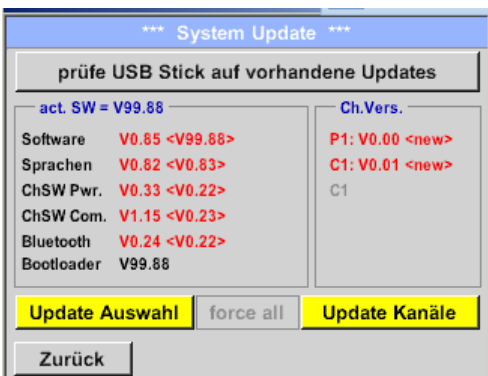 *** System Update ***
prüfe USB Stick auf vorhandene Updates
act. SW = V99.88
Software V0.85 <V99.88>
Sprachen V0.82 <V0.83>
ChSW Pwr. V0.33 <V0.22>
ChSW Com. V1.15 <V0.23>
Bluetooth V0.24 <V0.22>
Bootloader V99.88
Ch.Vers.
P1: V0.00 <new>
C1: V0.01 <new>
C1
Update Auswahl force all Update Kanäle
Zurück